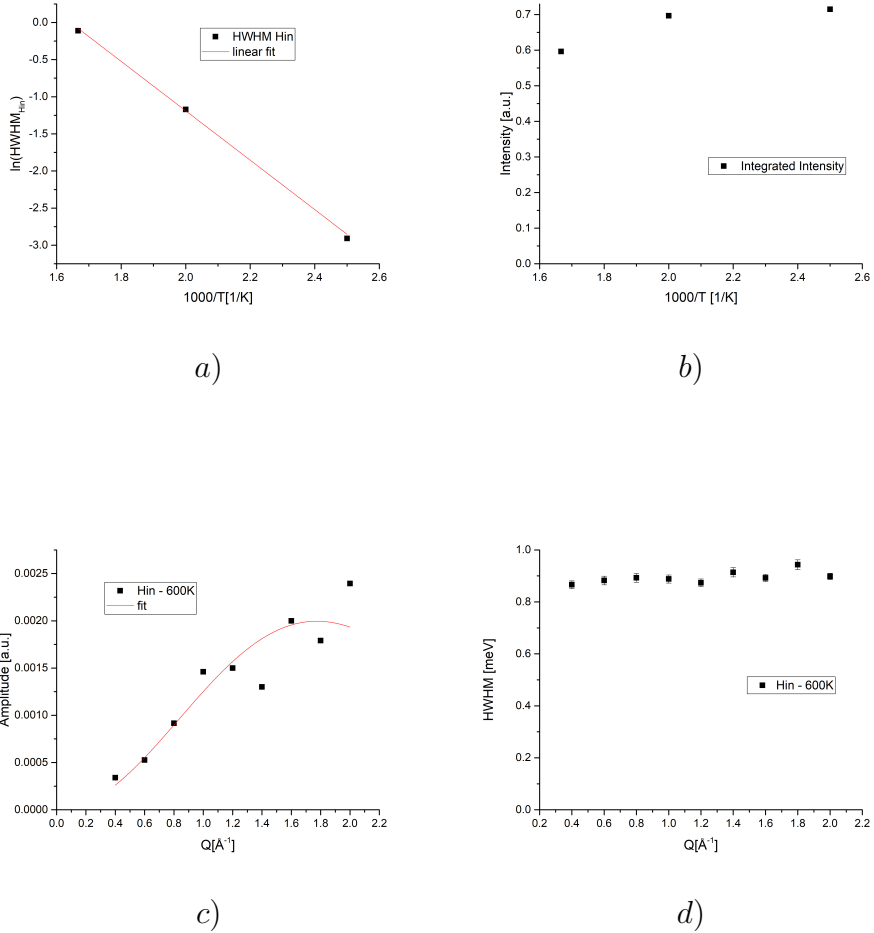 0.0
-0.5
-1.0
-1.5
-2.0
-2.5
-3.0
ln(HWHM_Hin)
HWHM Hin
linear fit
1.6 1.8 2.0 2.2 2.4 2.6
1000/T[1/K]
a)
0.7
0.6
0.5
0.4
0.3
0.2
0.1
0.0
Intensity [a.u.]
Integrated Intensity
1.6 1.8 2.0 2.2 2.4 2.6
1000/T [1/K]
b)
0.0025
0.0020
0.0015
0.0010
0.0005
0.0000
Amplitude [a.u.]
Hin - 600K
fit
0.0 0.2 0.4 0.6 0.8 1.0 1.2 1.4 1.6 1.8 2.0 2.2
Q[Å⁻¹]
c)
1.0
0.8
0.6
0.4
0.2
0.0
HWHM [meV]
Hin - 600K
0.2 0.4 0.6 0.8 1.0 1.2 1.4 1.6 1.8 2.0 2.2
Q[Å⁻¹]
d)